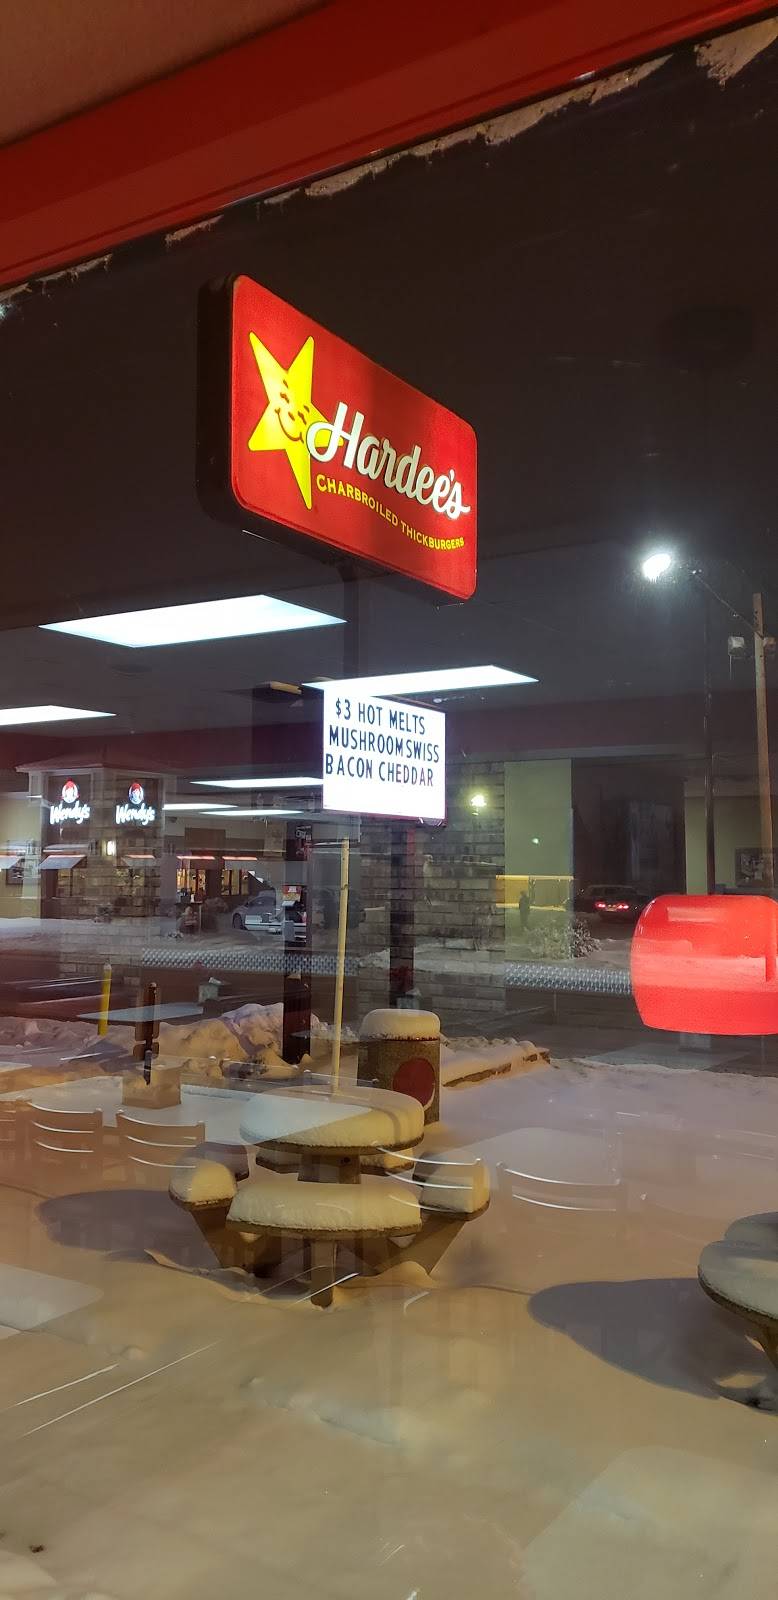 Hardee's
CHARBROILED THICKBURGERS
$3 HOT MELTS
MUSHROOM SWISS
BACON CHEDDAR
Wendy's
Wendy's